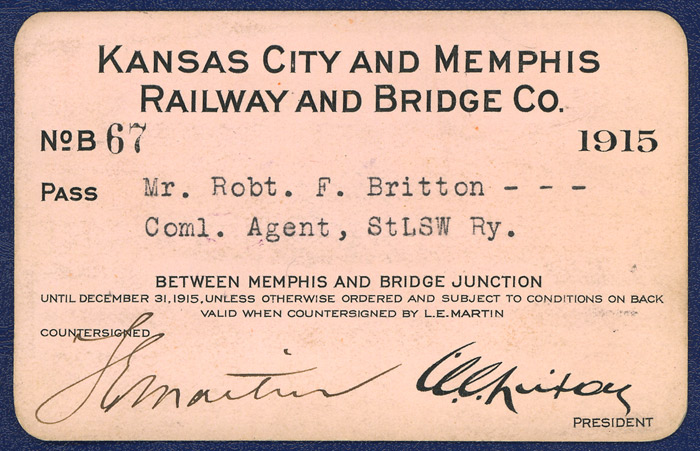 KANSAS CITY AND MEMPHIS
RAILWAY AND BRIDGE CO.
No B 67 1915
PASS Mr. Robt. F. Britton - - -
Coml. Agent, StLSW Ry.
BETWEEN MEMPHIS AND BRIDGE JUNCTION
UNTIL DECEMBER 31, 1915, UNLESS OTHERWISE ORDERED AND SUBJECT TO CONDITIONS ON BACK
VALID WHEN COUNTERSIGNED BY L.E. MARTIN
COUNTERSIGNED
L E Martin
PRESIDENT